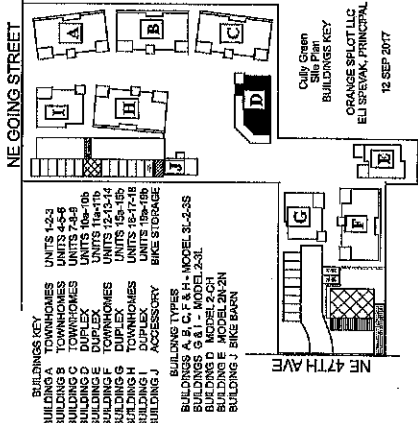 NE GOING STREET
A
B
C
I
H
D
J
E
G
F
NE 47TH AVE
Cully Green
Site Plan
BUILDINGS KEY
ORANGE SPLOT LLC
ELI SPEVAK, PRINCIPAL
12 SEP 2017
BUILDINGS KEY
BUILDING A TOWNHOMES UNITS 1-2-3
BUILDING B TOWNHOMES UNITS 4-5-6
BUILDING C TOWNHOMES UNITS 7-8-9
BUILDING D DUPLEX UNITS 10a-10b
BUILDING E DUPLEX UNITS 11a-11b
BUILDING F TOWNHOMES UNITS 12-13-14
BUILDING G DUPLEX UNITS 15a-15b
BUILDING H TOWNHOMES UNITS 16-17-18
BUILDING I DUPLEX UNITS 19a-19b
BUILDING J ACCESSORY BIKE STORAGE
BUILDING TYPES
BUILDINGS A, B, C, F & H - MODEL 3L-2-3S
BUILDINGS G & I - MODEL 2-3L
BUILDING D MODEL 2-CH
BUILDING E MODEL 2M-2N
BUILDING J BIKE BARN